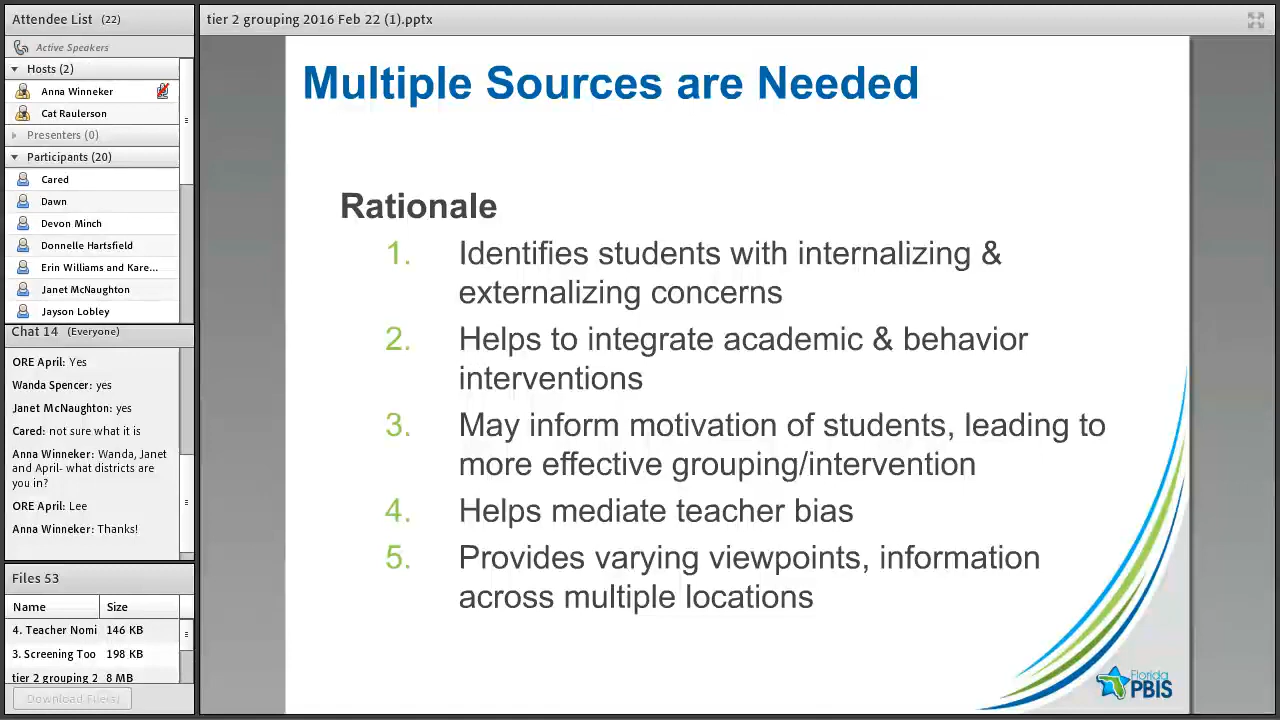 Attendee List (22)
Active Speakers
Hosts (2)
Anna Winneker
Cat Raulerson
Presenters (0)
Participants (20)
Cared
Dawn
Devon Minch
Donnelle Hartsfield
Erin Williams and Kare...
Janet McNaughton
Jayson Lobley
Chat 14 (Everyone)
ORE April: Yes
Wanda Spencer: yes
Janet McNaughton: yes
Cared: not sure what it is
Anna Winneker: Wanda, Janet
and April- what districts are
you in?
ORE April: Lee
Anna Winneker: Thanks!
Files 53
Name Size
4. Teacher Nomi 146 KB
3. Screening Too 198 KB
tier 2 grouping 2 8 MB
Download File(s)
tier 2 grouping 2016 Feb 22 (1).pptx
Multiple Sources are Needed
Rationale
1. Identifies students with internalizing &
externalizing concerns
2. Helps to integrate academic & behavior
interventions
3. May inform motivation of students, leading to
more effective grouping/intervention
4. Helps mediate teacher bias
5. Provides varying viewpoints, information
across multiple locations
Florida
PBIS